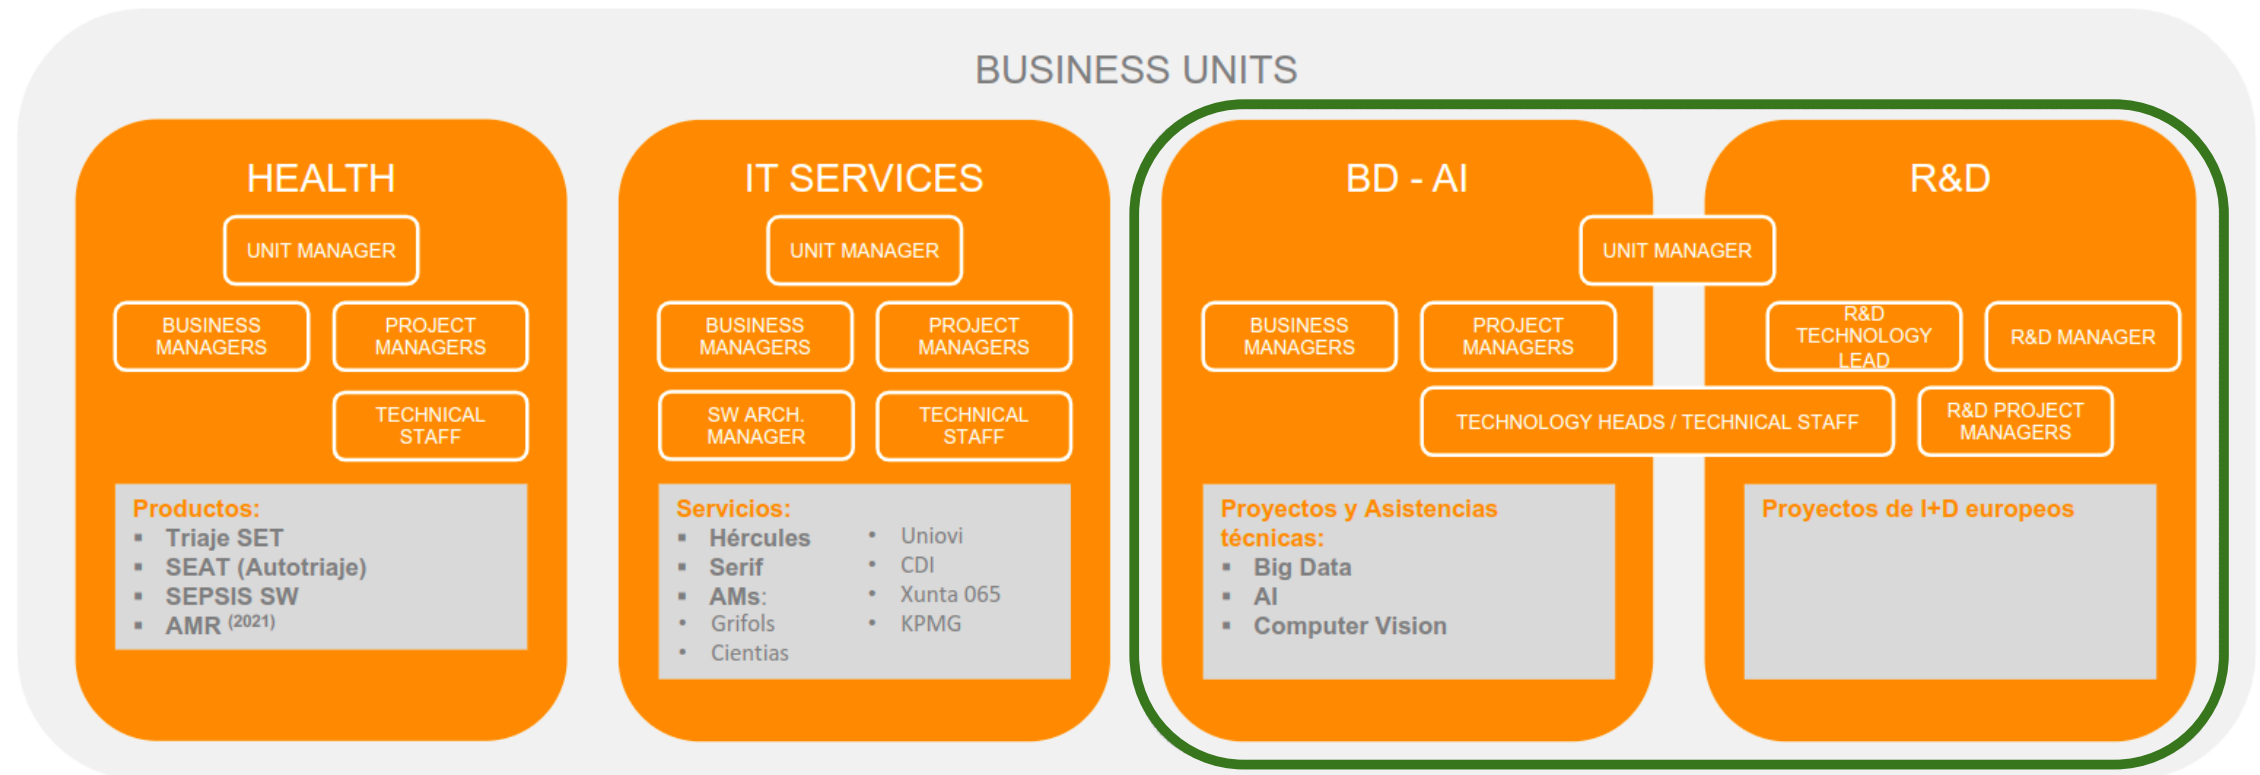 BUSINESS UNITS
HEALTH
UNIT MANAGER
BUSINESS
MANAGERS
PROJECT
MANAGERS
TECHNICAL
STAFF
Productos:
▪ Triaje SET
▪ SEAT (Autotriaje)
▪ SEPSIS SW
▪ AMR (2021)
IT SERVICES
UNIT MANAGER
BUSINESS
MANAGERS
PROJECT
MANAGERS
SW ARCH.
MANAGER
TECHNICAL
STAFF
Servicios:
▪ Hércules
▪ Serif
▪ AMs:
• Grifols
• Cientias
• Uniovi
• CDI
• Xunta 065
• KPMG
BD - AI
UNIT MANAGER
BUSINESS
MANAGERS
PROJECT
MANAGERS
TECHNOLOGY HEADS / TECHNICAL STAFF
Proyectos y Asistencias
técnicas:
▪ Big Data
▪ AI
▪ Computer Vision
R&D
R&D
TECHNOLOGY
LEAD
R&D MANAGER
R&D PROJECT
MANAGERS
Proyectos de I+D europeos